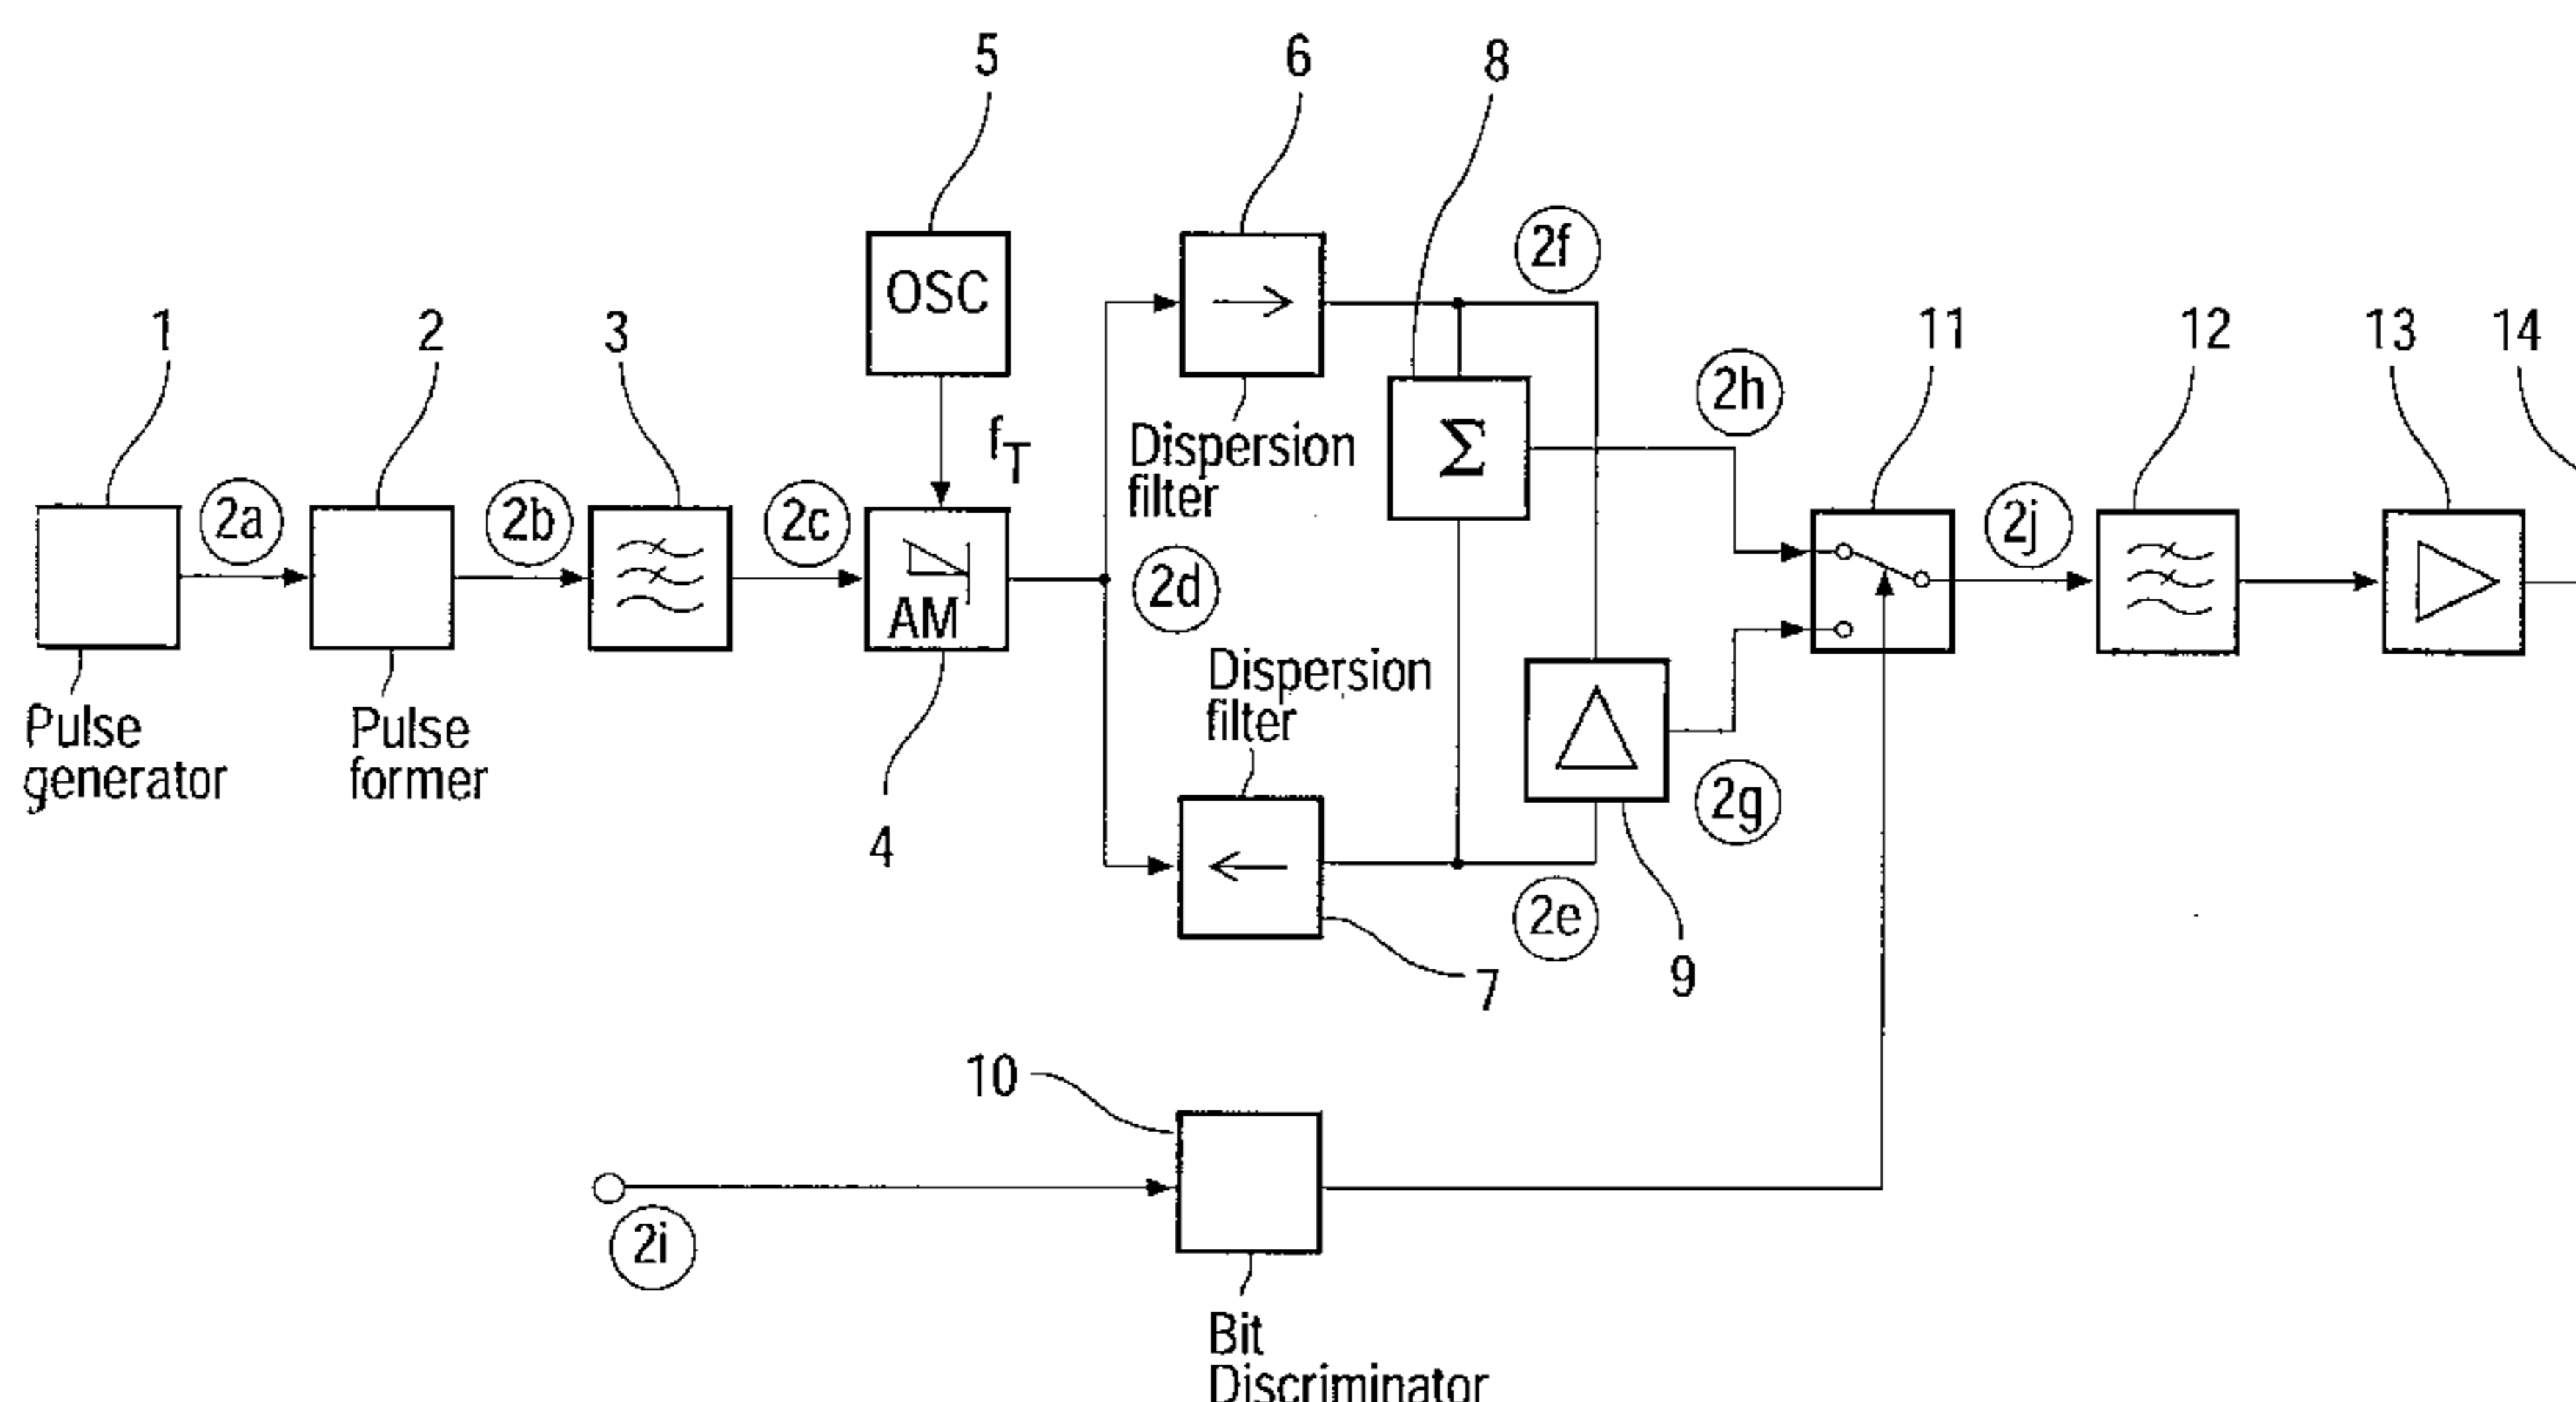 5
6
8
2f
OSC
1
2
3
11
12
13
14
2h
f_T
Dispersion
filter
Σ
2a
2b
2c
2j
2d
AM
Dispersion
filter
Pulse
generator
Pulse
former
4
2g
2e
9
7
10
2i
Bit
Discriminator